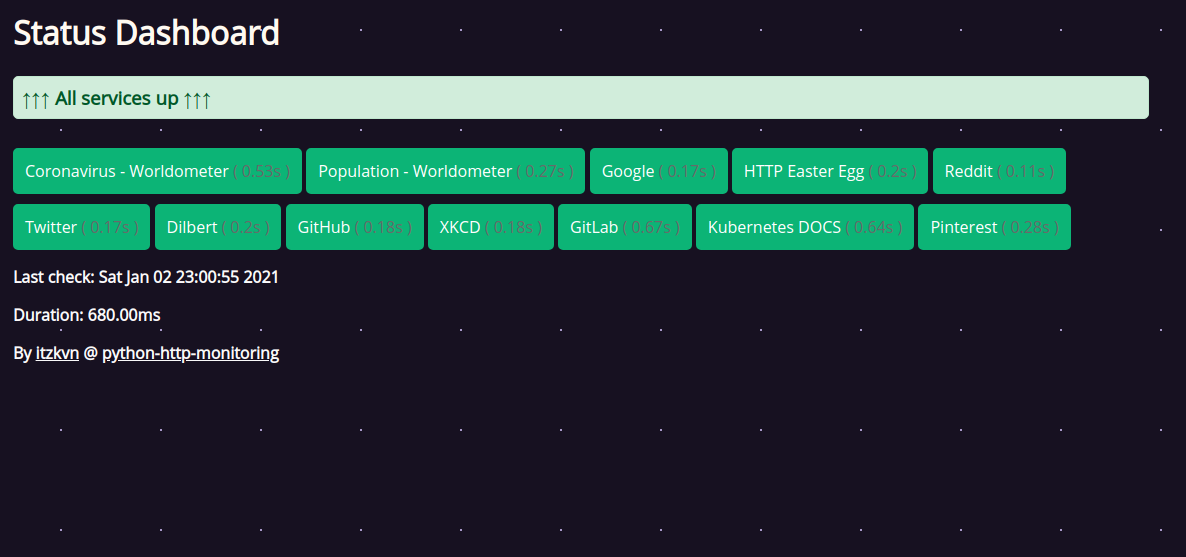 Status Dashboard
↑↑↑ All services up ↑↑↑
Coronavirus - Worldometer ( 0.53s ) Population - Worldometer ( 0.27s ) Google ( 0.17s ) HTTP Easter Egg ( 0.2s ) Reddit ( 0.11s )
Twitter ( 0.17s ) Dilbert ( 0.2s ) GitHub ( 0.18s ) XKCD ( 0.18s ) GitLab ( 0.67s ) Kubernetes DOCS ( 0.64s ) Pinterest ( 0.28s )
Last check: Sat Jan 02 23:00:55 2021
Duration: 680.00ms
By itzkvn @ python-http-monitoring